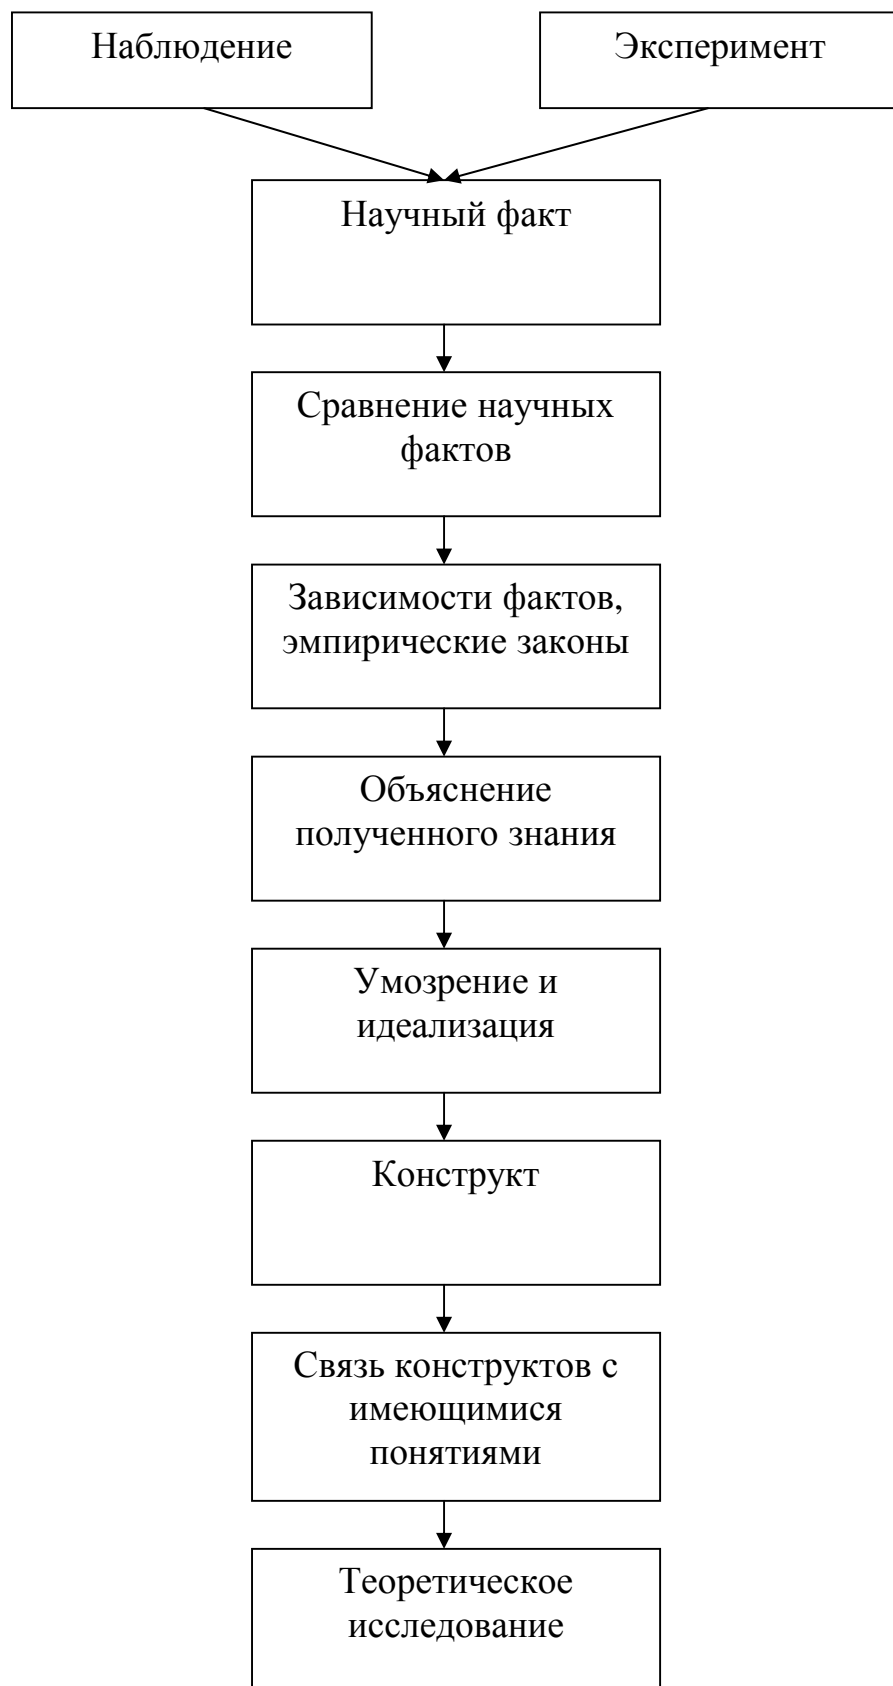 Наблюдение
Эксперимент
Научный факт
Сравнение научных
фактов
Зависимости фактов,
эмпирические законы
Объяснение
полученного знания
Умозрение и
идеализация
Конструкт
Связь конструктов с
имеющимися
понятиями
Теоретическое
исследование